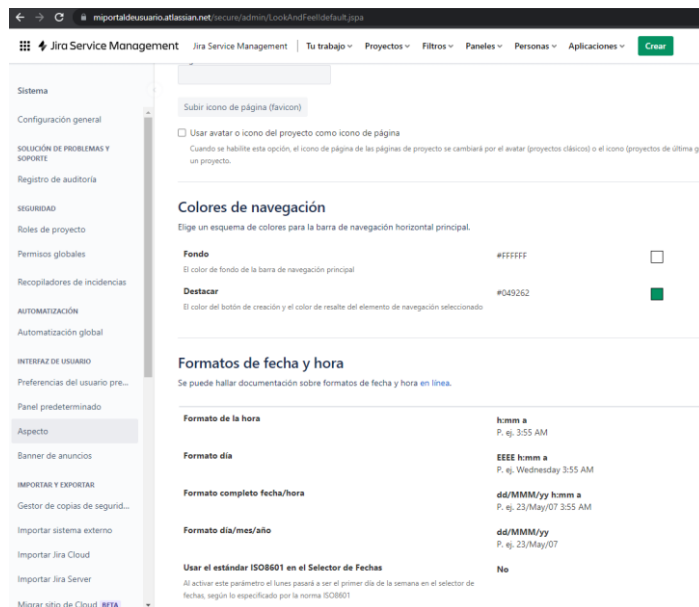 miportaldeusuario.atlassian.net/secure/admin/LookAndFeel!default.jspa
Jira Service Management
Jira Service Management
Tu trabajo
Proyectos
Filtros
Paneles
Personas
Aplicaciones
Crear
Sistema
Configuración general
SOLUCIÓN DE PROBLEMAS Y
SOPORTE
Registro de auditoría
SEGURIDAD
Roles de proyecto
Permisos globales
Recopiladores de incidencias
AUTOMATIZACIÓN
Automatización global
INTERFAZ DE USUARIO
Preferencias del usuario pre...
Panel predeterminado
Aspecto
Banner de anuncios
IMPORTAR Y EXPORTAR
Gestor de copias de segurid...
Importar sistema externo
Importar Jira Cloud
Importar Jira Server
Migrar sitio de Cloud BETA
Subir icono de página (favicon)
Usar avatar o icono del proyecto como icono de página
Cuando se habilite esta opción, el icono de página de las páginas de proyecto se cambiará por el avatar (proyectos clásicos) o el icono (proyectos de última g
un proyecto.
Colores de navegación
Elige un esquema de colores para la barra de navegación horizontal principal.
Fondo
#FFFFFF
El color de fondo de la barra de navegación principal
Destacar
#049262
El color del botón de creación y el color de resalte del elemento de navegación seleccionado
Formatos de fecha y hora
Se puede hallar documentación sobre formatos de fecha y hora en línea.
Formato de la hora
h:mm a
P. ej. 3:55 AM
Formato día
EEEE h:mm a
P. ej. Wednesday 3:55 AM
Formato completo fecha/hora
dd/MMM/yy h:mm a
P. ej. 23/May/07 3:55 AM
Formato día/mes/año
dd/MMM/yy
P. ej. 23/May/07
Usar el estándar ISO8601 en el Selector de Fechas
No
Al activar este parámetro el lunes pasará a ser el primer día de la semana en el selector de
fechas, según lo especificado por la norma ISO8601